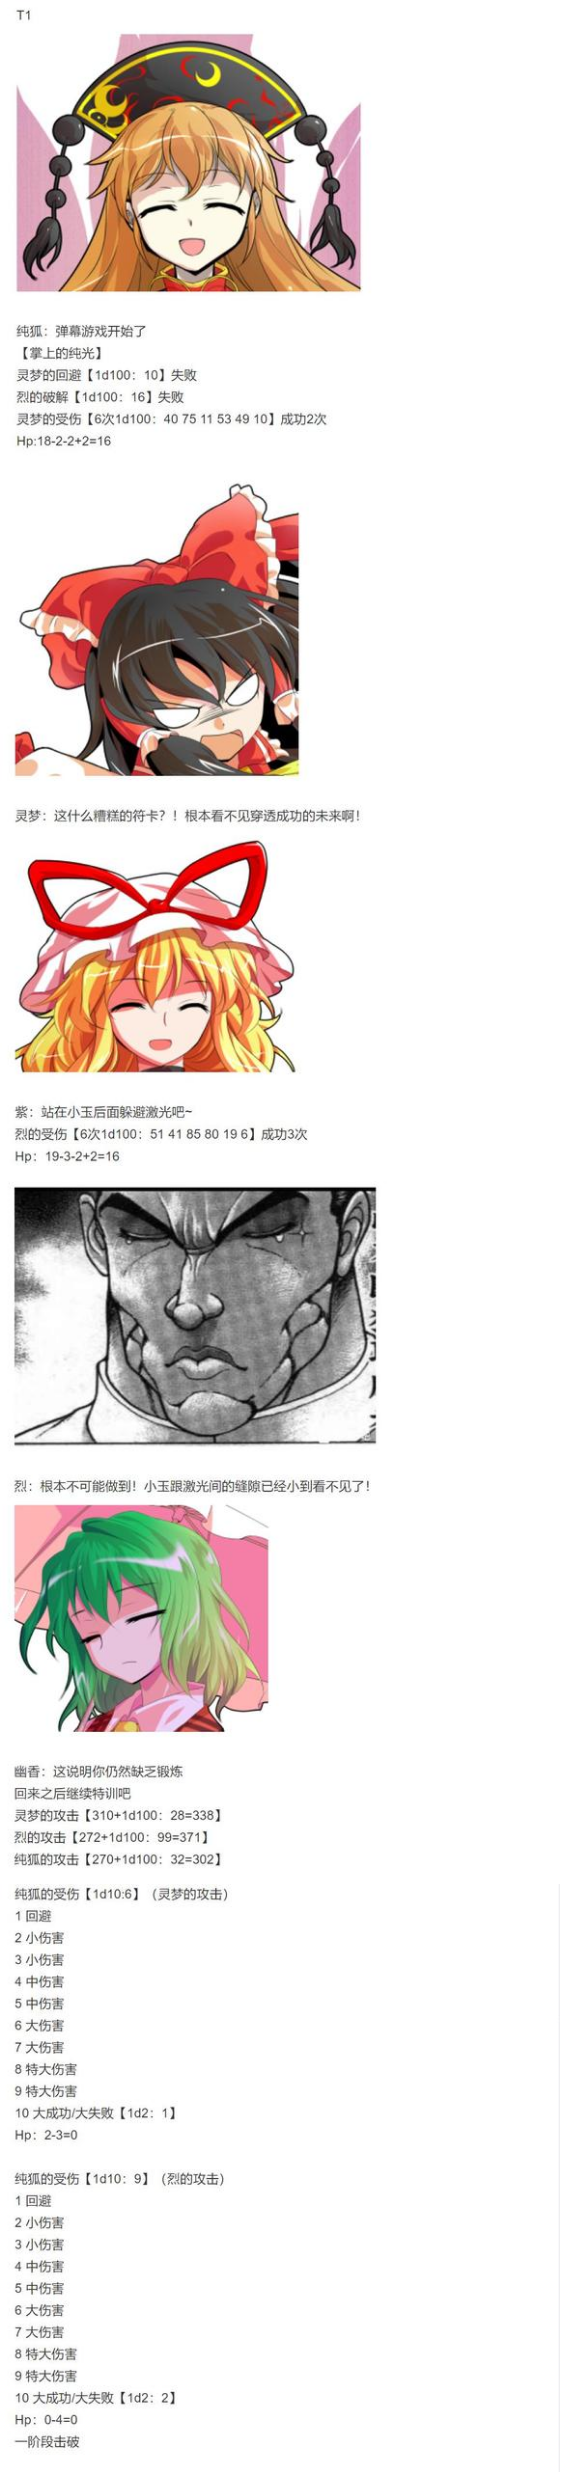 T1
纯狐：弹幕游戏开始了
【掌上的纯光】
灵梦的回避【1d100：10】失败
烈的破解【1d100：16】失败
灵梦的受伤【6次1d100：40 75 11 53 49 10】成功2次
Hp:18-2-2+2=16
灵梦：这什么糟糕的符卡？！根本看不见穿透成功的未来啊！
紫：站在小玉后面躲避激光吧~
烈的受伤【6次1d100：51 41 85 80 19 6】成功3次
Hp：19-3-2+2=16
烈：根本不可能做到！小玉跟激光间的缝隙已经小到看不见了！
幽香：这说明你仍然缺乏锻炼
回来之后继续特训吧
灵梦的攻击【310+1d100：28=338】
烈的攻击【272+1d100：99=371】
纯狐的攻击【270+1d100：32=302】
纯狐的受伤【1d10:6】（灵梦的攻击）
1 回避
2 小伤害
3 小伤害
4 中伤害
5 中伤害
6 大伤害
7 大伤害
8 特大伤害
9 特大伤害
10 大成功/大失败【1d2：1】
Hp：2-3=0
纯狐的受伤【1d10：9】（烈的攻击）
1 回避
2 小伤害
3 小伤害
4 中伤害
5 中伤害
6 大伤害
7 大伤害
8 特大伤害
9 特大伤害
10 大成功/大失败【1d2：2】
Hp：0-4=0
一阶段击破